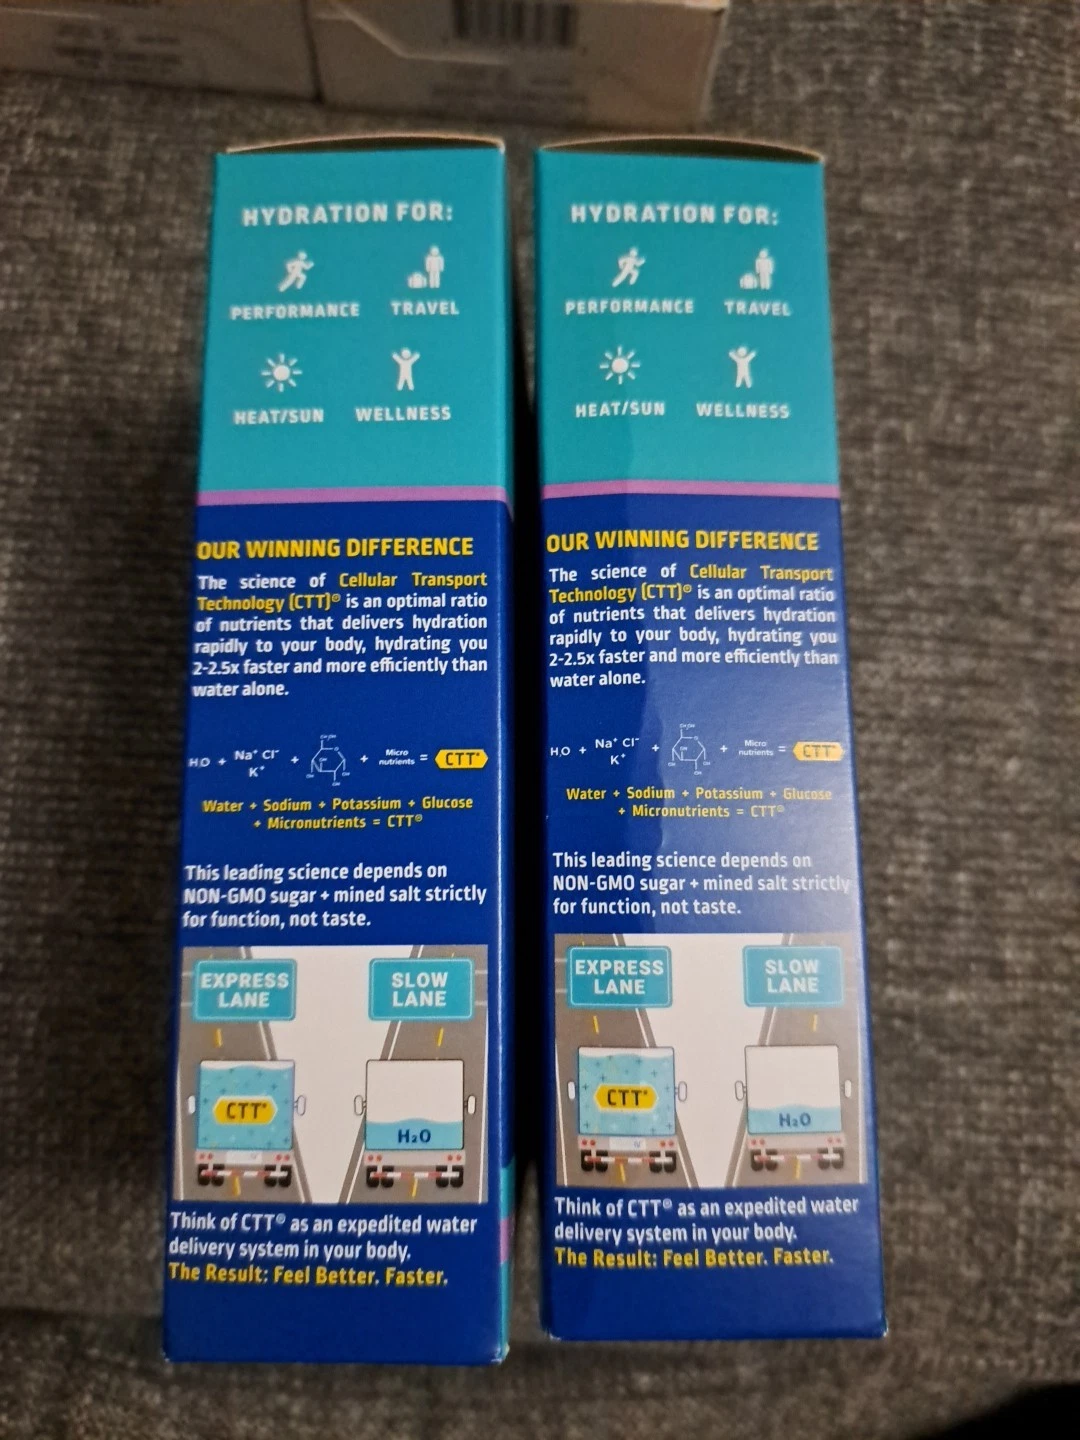 HYDRATION FOR:
PERFORMANCE TRAVEL
HEAT/SUN WELLNESS
OUR WINNING DIFFERENCE
The science of Cellular Transport
Technology (CTT)® is an optimal ratio
of nutrients that delivers hydration
rapidly to your body, hydrating you
2-2.5x faster and more efficiently than
water alone.
H₂O + Na⁺ Cl⁻ K⁺ + + Micro nutrients = CTT®
Water + Sodium + Potassium + Glucose
+ Micronutrients = CTT®
This leading science depends on
NON-GMO sugar + mined salt strictly
for function, not taste.
EXPRESS LANE
SLOW LANE
CTT®
H₂O
Think of CTT® as an expedited water
delivery system in your body.
The Result: Feel Better. Faster.
HYDRATION FOR:
PERFORMANCE TRAVEL
HEAT/SUN WELLNESS
OUR WINNING DIFFERENCE
The science of Cellular Transport
Technology (CTT)® is an optimal ratio
of nutrients that delivers hydration
rapidly to your body, hydrating you
2-2.5x faster and more efficiently than
water alone.
H₂O + Na⁺ Cl⁻ K⁺ + + Micro nutrients = CTT®
Water + Sodium + Potassium + Glucose
+ Micronutrients = CTT®
This leading science depends on
NON-GMO sugar + mined salt strictly
for function, not taste.
EXPRESS LANE
SLOW LANE
CTT®
H₂O
Think of CTT® as an expedited water
delivery system in your body.
The Result: Feel Better. Faster.